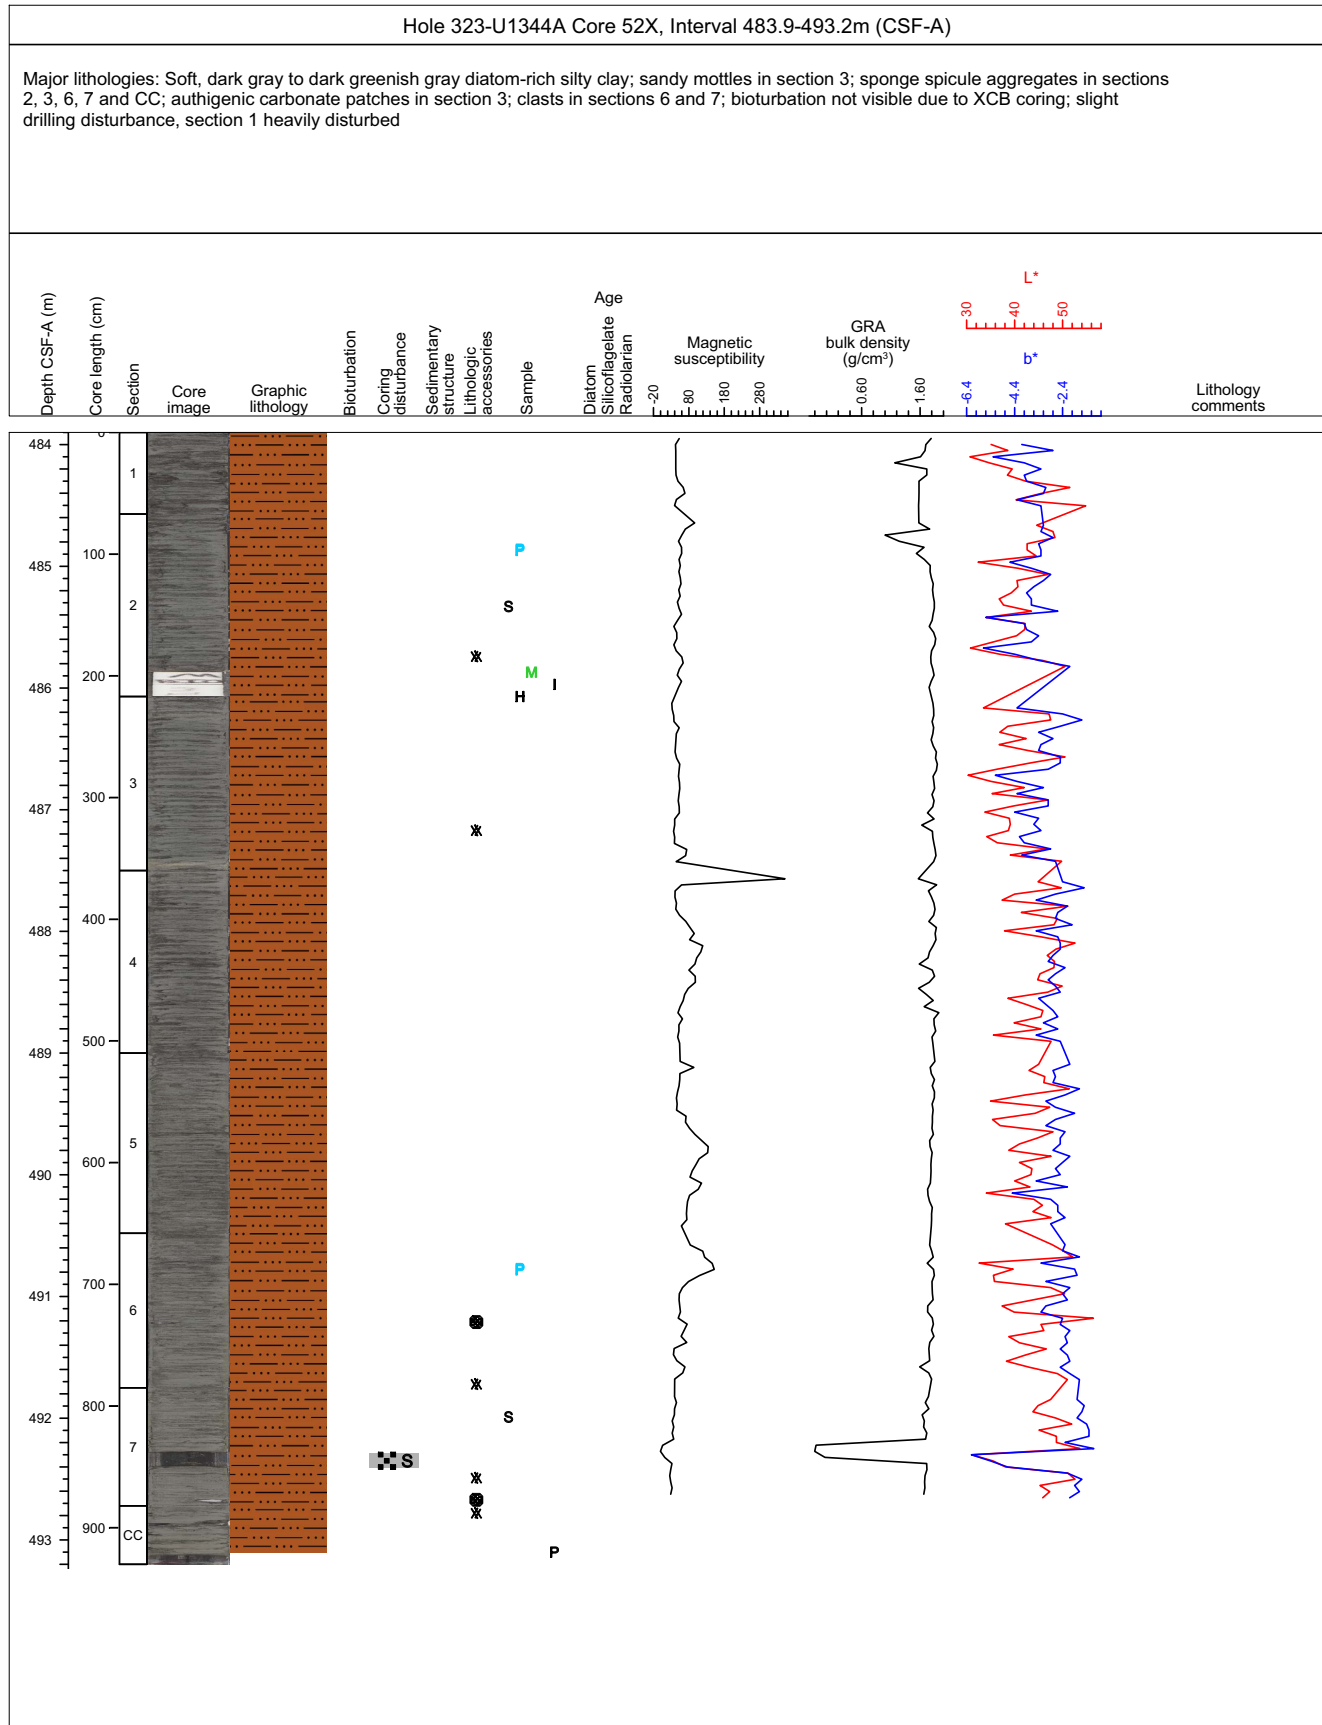 Hole 323-U1344A Core 52X, Interval 483.9-493.2m (CSF-A)
Major lithologies: Soft, dark gray to dark greenish gray diatom-rich silty clay; sandy mottles in section 3; sponge spicule aggregates in sections
2, 3, 6, 7 and CC; authigenic carbonate patches in section 3; clasts in sections 6 and 7; bioturbation not visible due to XCB coring; slight
drilling disturbance, section 1 heavily disturbed
Depth CSF-A (m)
Core length (cm)
Section
Core
image
Graphic
lithology
Bioturbation
Coring
disturbance
Sedimentary
structure
Lithologic
accessories
Sample
Age
Diatom
Silicoflagelate
Radiolarian
Magnetic
susceptibility
-20
80
180
280
GRA
bulk density
(g/cm³)
0.60
1.60
L*
30
40
50
b*
-6.4
-4.4
-2.4
Lithology
comments
0
484
1
100
P
485
2
S
200
M
I
486
H
3
300
487
400
488
4
500
489
5
600
490
P
700
491
6
800
492
S
7
S
900
CC
493
P